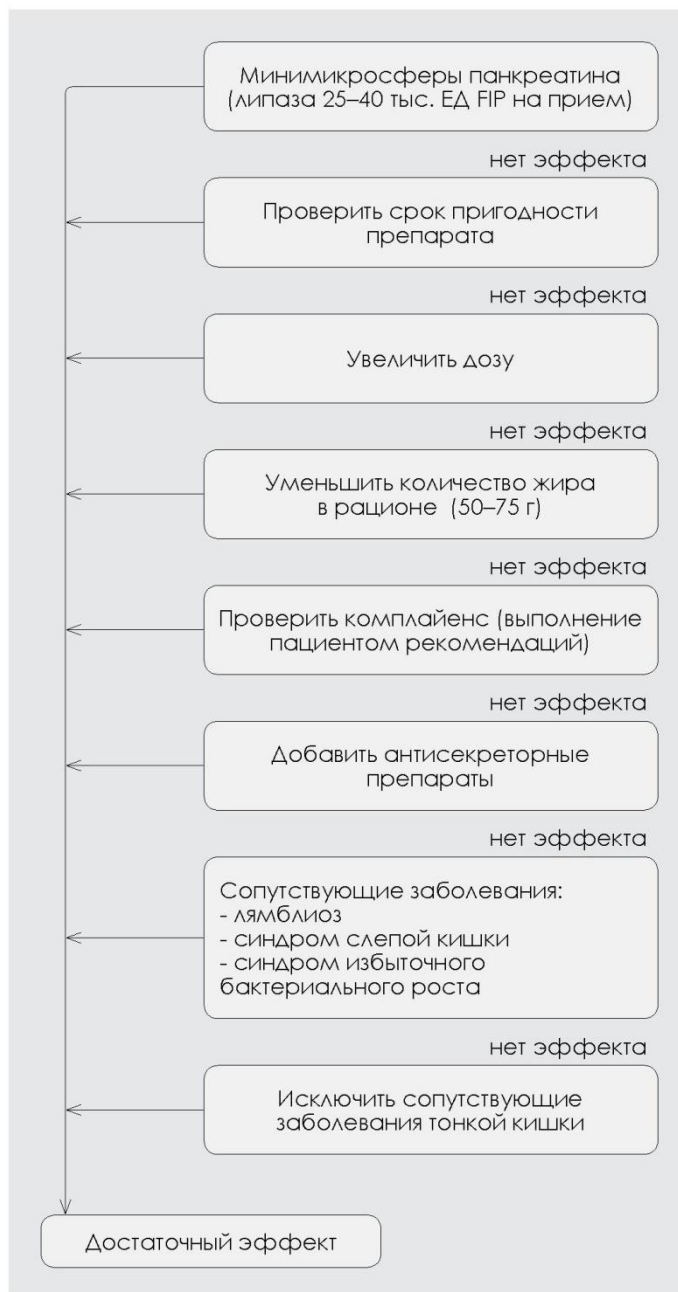 Минимикросферы панкреатина
(липаза 25–40 тыс. ЕД FIP на прием)
нет эффекта
Проверить срок пригодности
препарата
нет эффекта
Увеличить дозу
нет эффекта
Уменьшить количество жира
в рационе (50–75 г)
нет эффекта
Проверить комплайенс (выполнение
пациентом рекомендаций)
нет эффекта
Добавить антисекреторные
препараты
нет эффекта
Сопутствующие заболевания:
- лямблиоз
- синдром слепой кишки
- синдром избыточного
бактериального роста
нет эффекта
Исключить сопутствующие
заболевания тонкой кишки
Достаточный эффект